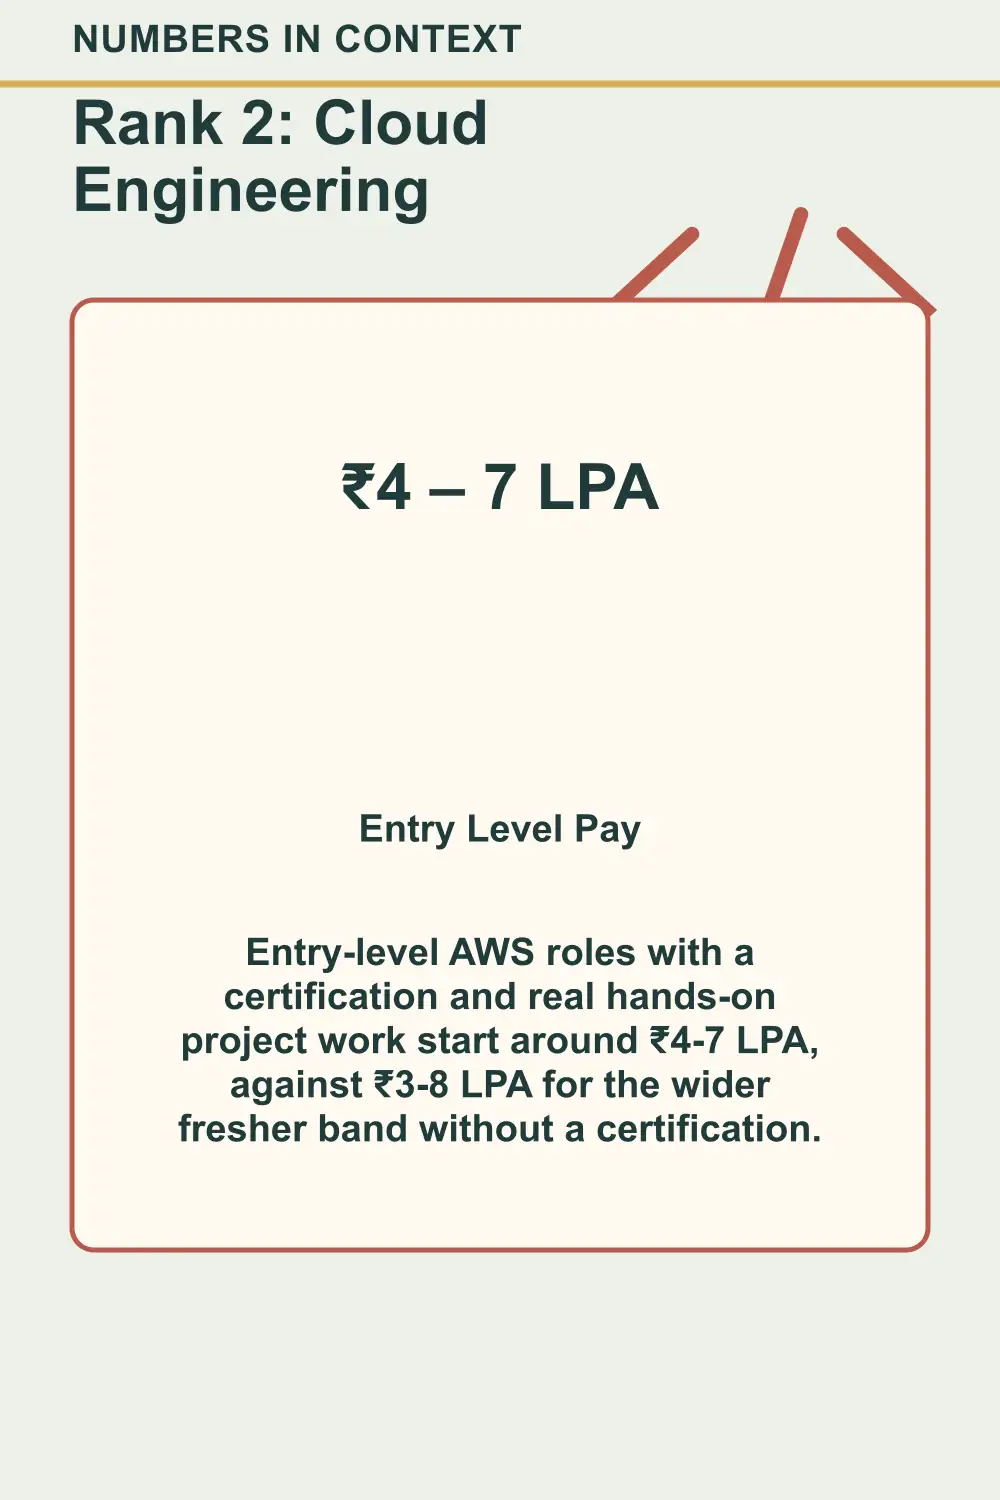 NUMBERS IN CONTEXT
Rank 2: Cloud
Engineering
₹4 – 7 LPA
Entry Level Pay
Entry-level AWS roles with a
certification and real hands-on
project work start around ₹4-7 LPA,
against ₹3-8 LPA for the wider
fresher band without a certification.